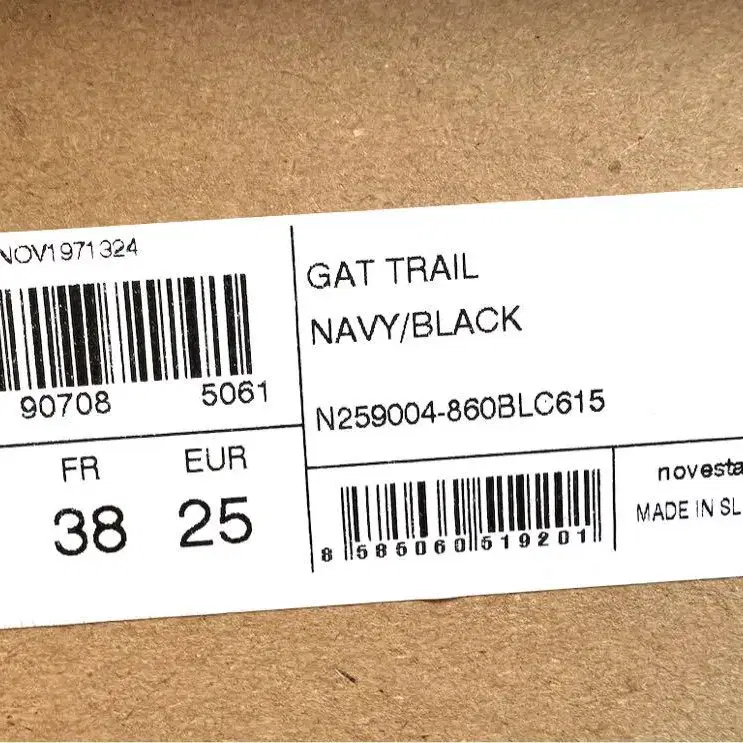 NOV1971324
90708 5061
FR EUR
38 25
GAT TRAIL
NAVY/BLACK
N259004-860BLC615
8 585060 519201
novesta
MADE IN SL